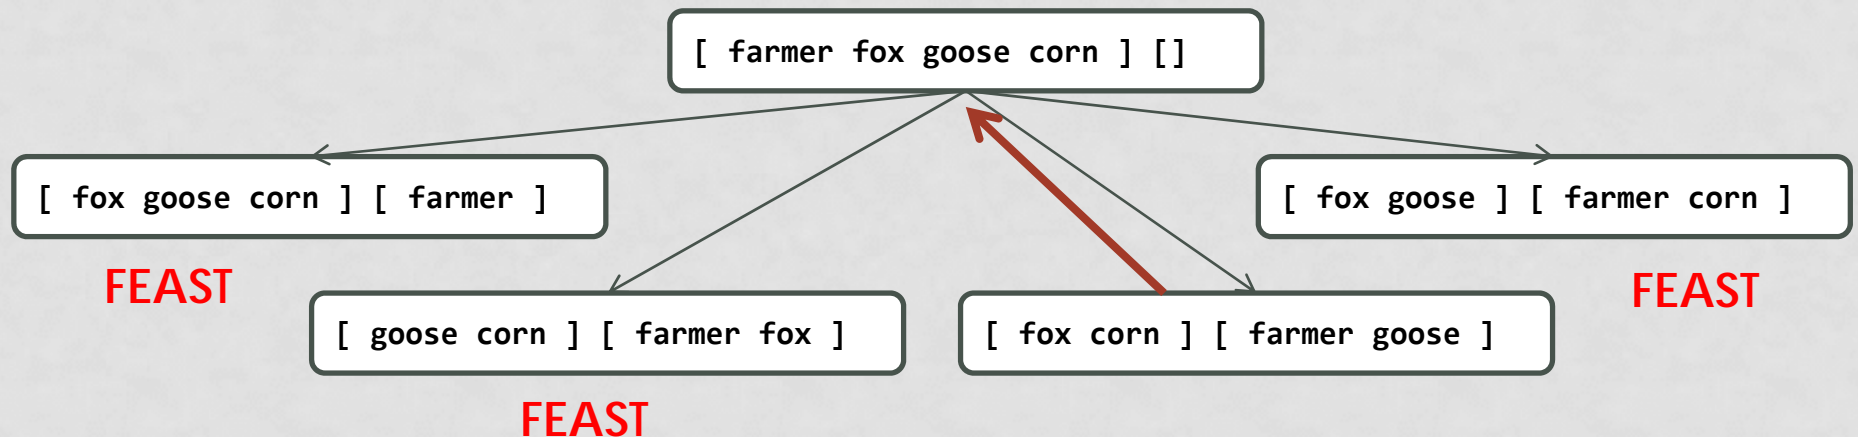 [ farmer fox goose corn ] []
[ fox goose corn ] [ farmer ]
[ fox goose ] [ farmer corn ]
FEAST
FEAST
[ goose corn ] [ farmer fox ]
[ fox corn ] [ farmer goose ]
FEAST